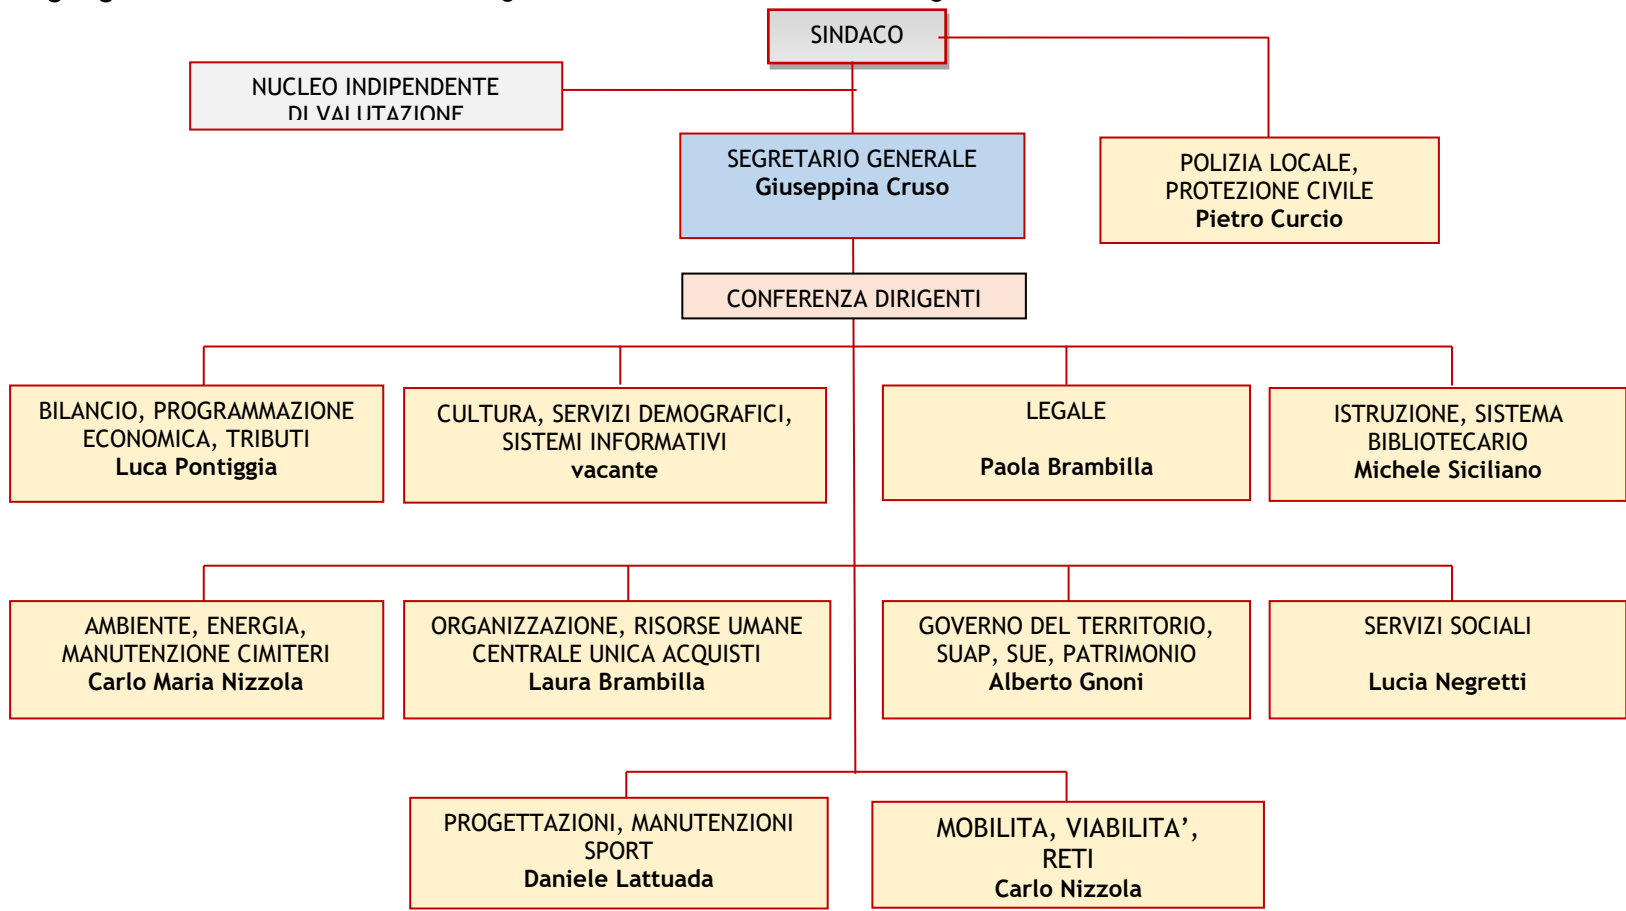 SINDACO
NUCLEO INDIPENDENTE
DI VALUTAZIONE
SEGRETARIO GENERALE
Giuseppina Cruso
POLIZIA LOCALE,
PROTEZIONE CIVILE
Pietro Curcio
CONFERENZA DIRIGENTI
BILANCIO, PROGRAMMAZIONE
ECONOMICA, TRIBUTI
Luca Pontiggia
CULTURA, SERVIZI DEMOGRAFICI,
SISTEMI INFORMATIVI
vacante
LEGALE
Paola Brambilla
ISTRUZIONE, SISTEMA
BIBLIOTECARIO
Michele Siciliano
AMBIENTE, ENERGIA,
MANUTENZIONE CIMITERI
Carlo Maria Nizzola
ORGANIZZAZIONE, RISORSE UMANE
CENTRALE UNICA ACQUISTI
Laura Brambilla
GOVERNO DEL TERRITORIO,
SUAP, SUE, PATRIMONIO
Alberto Gnoni
SERVIZI SOCIALI
Lucia Negretti
PROGETTAZIONI, MANUTENZIONI
SPORT
Daniele Lattuada
MOBILITA, VIABILITA’,
RETI
Carlo Nizzola